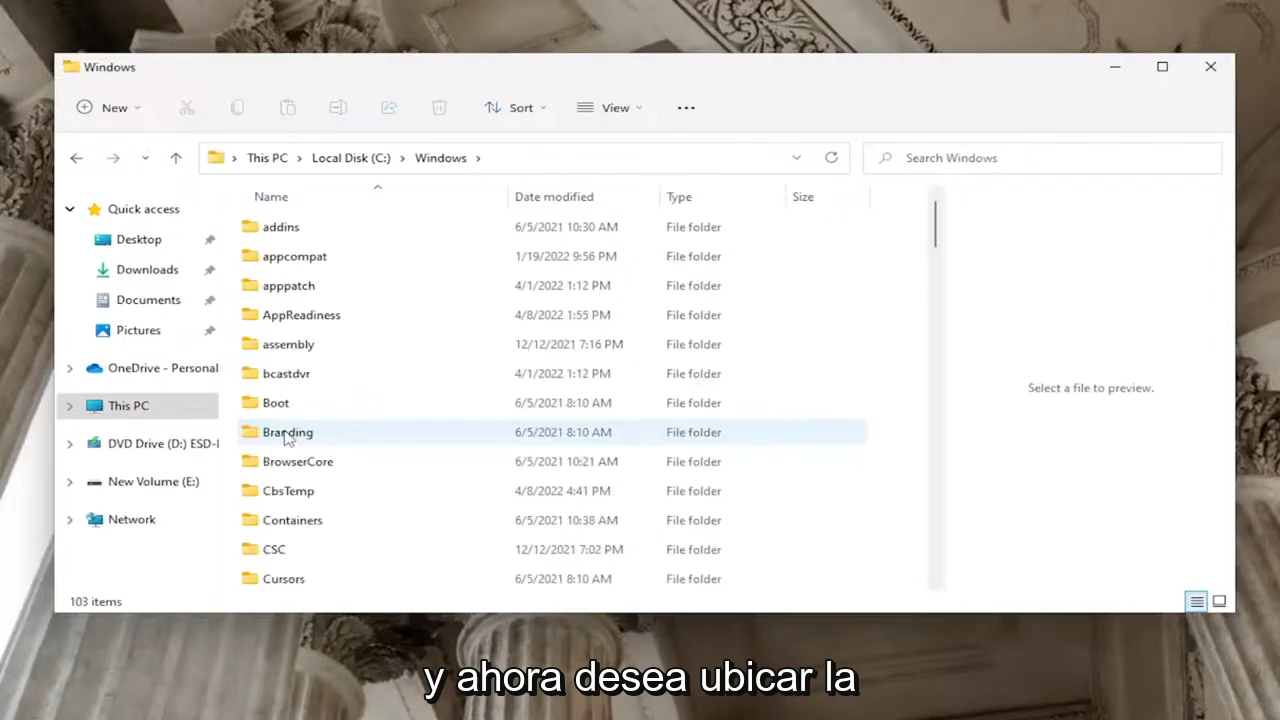 Windows
New
Sort
View
This PC
Local Disk (C:)
Windows
Search Windows
Name
Date modified
Type
Size
Quick access
Desktop
Downloads
Documents
Pictures
OneDrive - Personal
This PC
DVD Drive (D:) ESD-I
New Volume (E:)
Network
addins 6/5/2021 10:30 AM File folder
appcompat 1/19/2022 9:56 PM File folder
apppatch 4/1/2022 1:12 PM File folder
AppReadiness 4/8/2022 1:55 PM File folder
assembly 12/12/2021 7:16 PM File folder
bcastdvr 4/1/2022 1:12 PM File folder
Boot 6/5/2021 8:10 AM File folder
Branding 6/5/2021 8:10 AM File folder
BrowserCore 6/5/2021 10:21 AM File folder
CbsTemp 4/8/2022 4:41 PM File folder
Containers 6/5/2021 10:38 AM File folder
CSC 12/12/2021 7:02 PM File folder
Cursors 6/5/2021 8:10 AM File folder
Select a file to preview.
103 items
y ahora desea ubicar la